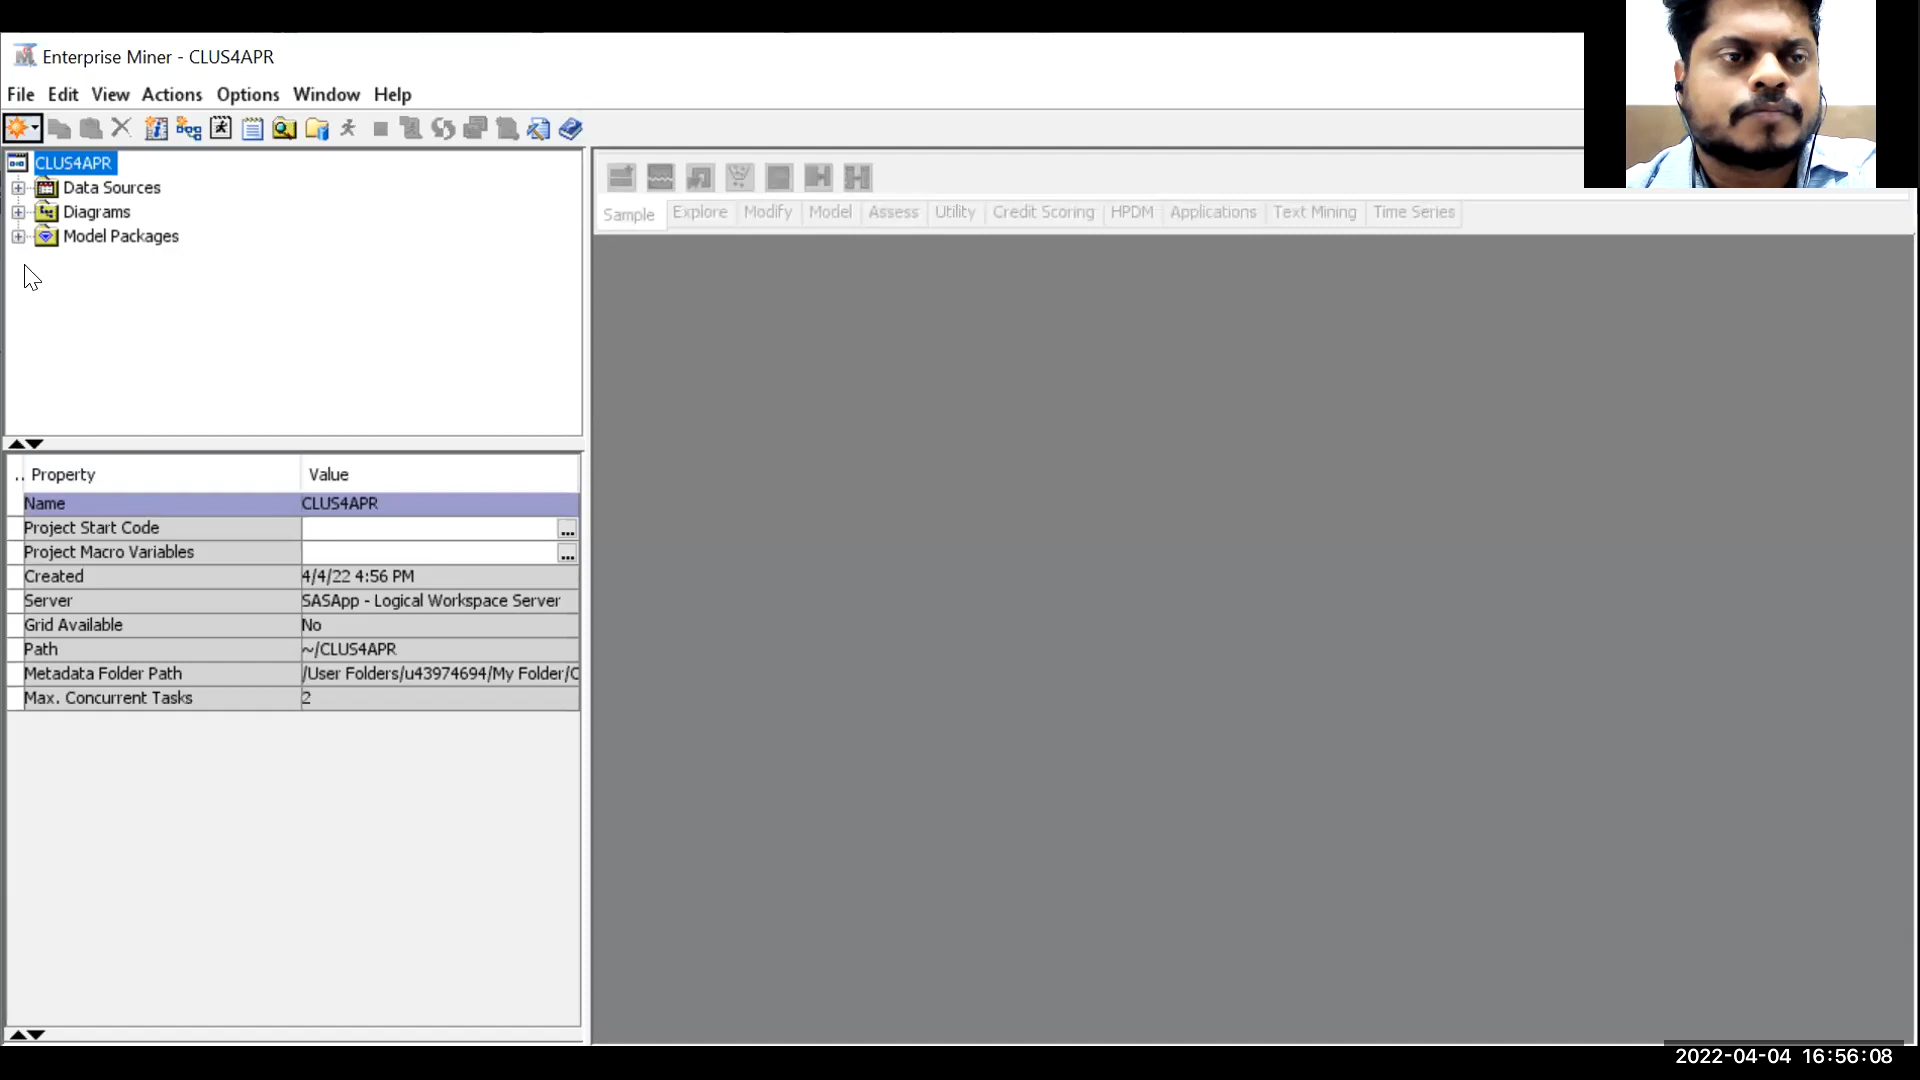 Enterprise Miner - CLUS4APR
File Edit View Actions Options Window Help
CLUS4APR
Data Sources
Diagrams
Model Packages
Sample Explore Modify Model Assess Utility Credit Scoring HPDM Applications Text Mining Time Series
.. Property Value
Name CLUS4APR
Project Start Code ...
Project Macro Variables ...
Created 4/4/22 4:56 PM
Server SASApp - Logical Workspace Server
Grid Available No
Path ~/CLUS4APR
Metadata Folder Path /User Folders/u43974694/My Folder/C
Max. Concurrent Tasks 2
2022-04-04 16:56:08